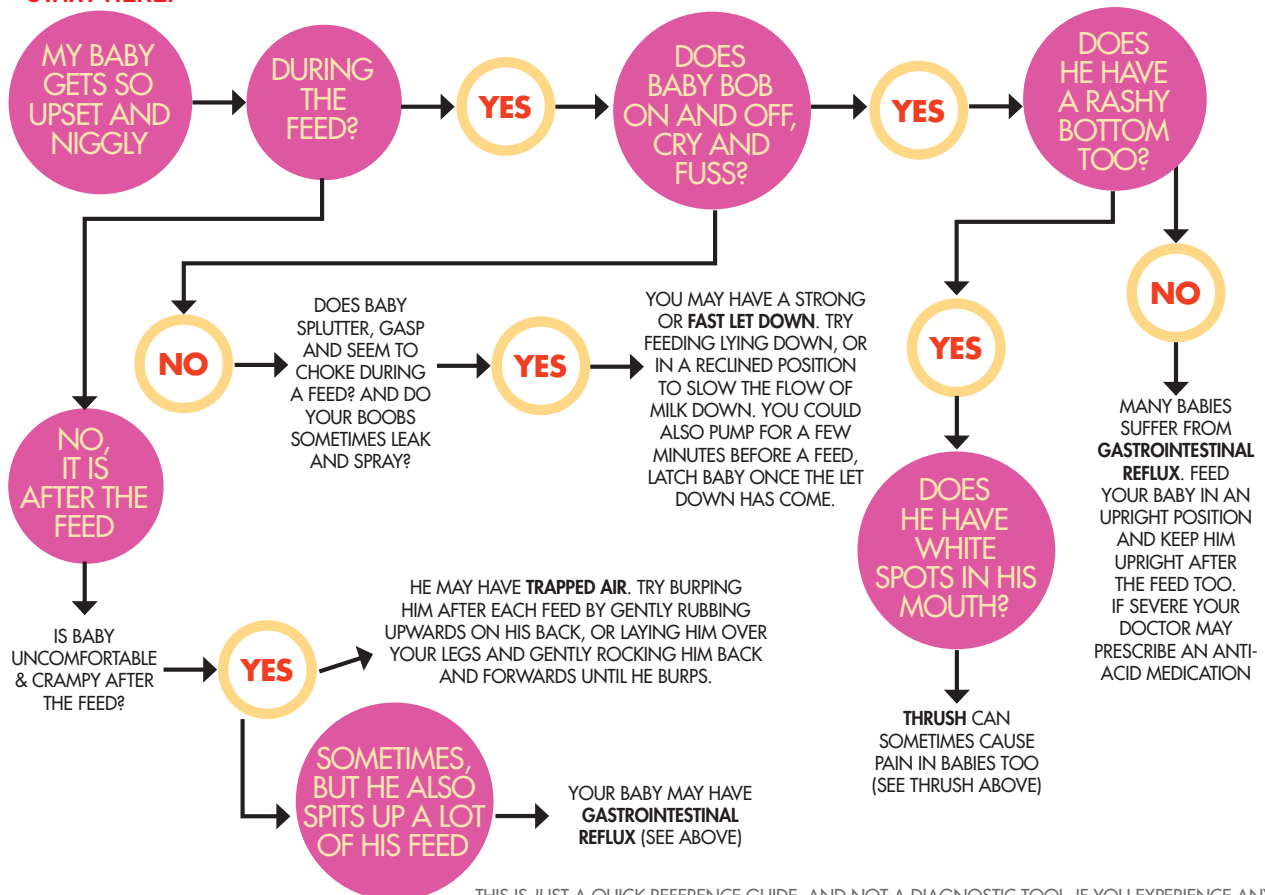 START HERE:
MY BABY
GETS SO
UPSET AND
NIGGLY
DURING
THE
FEED?
YES
DOES
BABY BOB
ON AND OFF,
CRY AND
FUSS?
YES
DOES
HE HAVE
A RASHY
BOTTOM
TOO?
NO
DOES BABY
SPLUTTER, GASP
AND SEEM TO
CHOKE DURING
A FEED? AND DO
YOUR BOOBS
SOMETIMES LEAK
AND SPRAY?
YES
YOU MAY HAVE A STRONG
OR FAST LET DOWN. TRY
FEEDING LYING DOWN, OR
IN A RECLINED POSITION
TO SLOW THE FLOW OF
MILK DOWN. YOU COULD
ALSO PUMP FOR A FEW
MINUTES BEFORE A FEED,
LATCH BABY ONCE THE LET
DOWN HAS COME.
YES
DOES
HE HAVE
WHITE
SPOTS IN HIS
MOUTH?
THRUSH CAN
SOMETIMES CAUSE
PAIN IN BABIES TOO
(SEE THRUSH ABOVE)
NO
MANY BABIES
SUFFER FROM
GASTROINTESTINAL
REFLUX. FEED
YOUR BABY IN AN
UPRIGHT POSITION
AND KEEP HIM
UPRIGHT AFTER
THE FEED TOO.
IF SEVERE YOUR
DOCTOR MAY
PRESCRIBE AN ANTI-
ACID MEDICATION
NO,
IT IS
AFTER THE
FEED
IS BABY
UNCOMFORTABLE
& CRAMPY AFTER
THE FEED?
YES
HE MAY HAVE TRAPPED AIR. TRY BURPING
HIM AFTER EACH FEED BY GENTLY RUBBING
UPWARDS ON HIS BACK, OR LAYING HIM OVER
YOUR LEGS AND GENTLY ROCKING HIM BACK
AND FORWARDS UNTIL HE BURPS.
SOMETIMES,
BUT HE ALSO
SPITS UP A LOT
OF HIS FEED
YOUR BABY MAY HAVE
GASTROINTESTINAL
REFLUX (SEE ABOVE)
THIS IS JUST A QUICK REFERENCE GUIDE, AND NOT A DIAGNOSTIC TOOL. IF YOU EXPERIENCE ANY